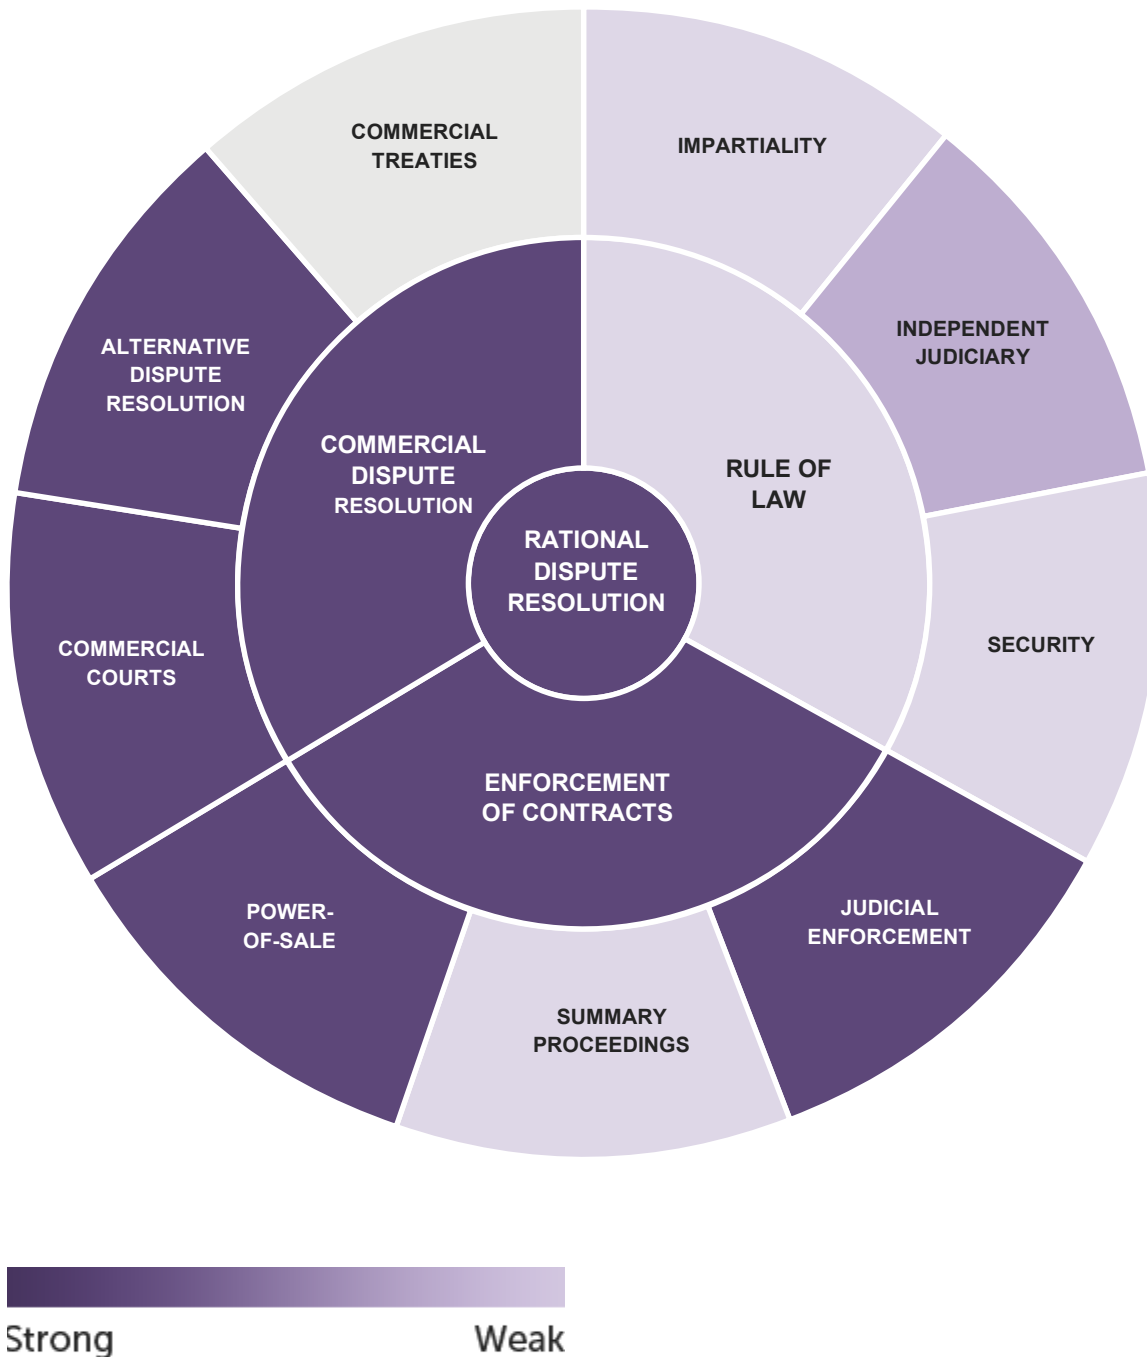 COMMERCIAL
TREATIES
IMPARTIALITY
INDEPENDENT
JUDICIARY
ALTERNATIVE
DISPUTE
RESOLUTION
COMMERCIAL
DISPUTE
RESOLUTION
RULE OF
LAW
RATIONAL
DISPUTE
RESOLUTION
COMMERCIAL
COURTS
SECURITY
ENFORCEMENT
OF CONTRACTS
POWER-
OF-SALE
JUDICIAL
ENFORCEMENT
SUMMARY
PROCEEDINGS
Strong
Weak